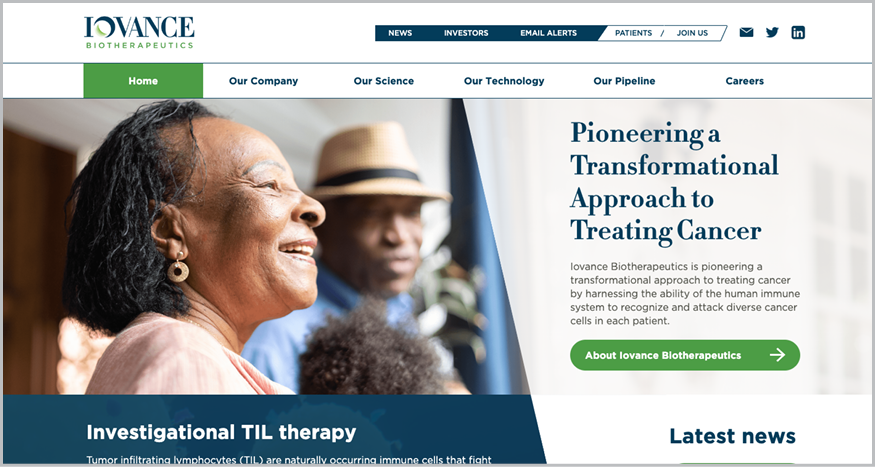 IOVANCE
BIOTHERAPEUTICS
NEWS INVESTORS EMAIL ALERTS PATIENTS / JOIN US
Home Our Company Our Science Our Technology Our Pipeline Careers
Pioneering a
Transformational
Approach to
Treating Cancer
Iovance Biotherapeutics is pioneering a
transformational approach to treating cancer
by harnessing the ability of the human immune
system to recognize and attack diverse cancer
cells in each patient.
About Iovance Biotherapeutics
Investigational TIL therapy
Latest news
Tumor infiltrating lymphocytes (TIL) are naturally occurring immune cells that fight